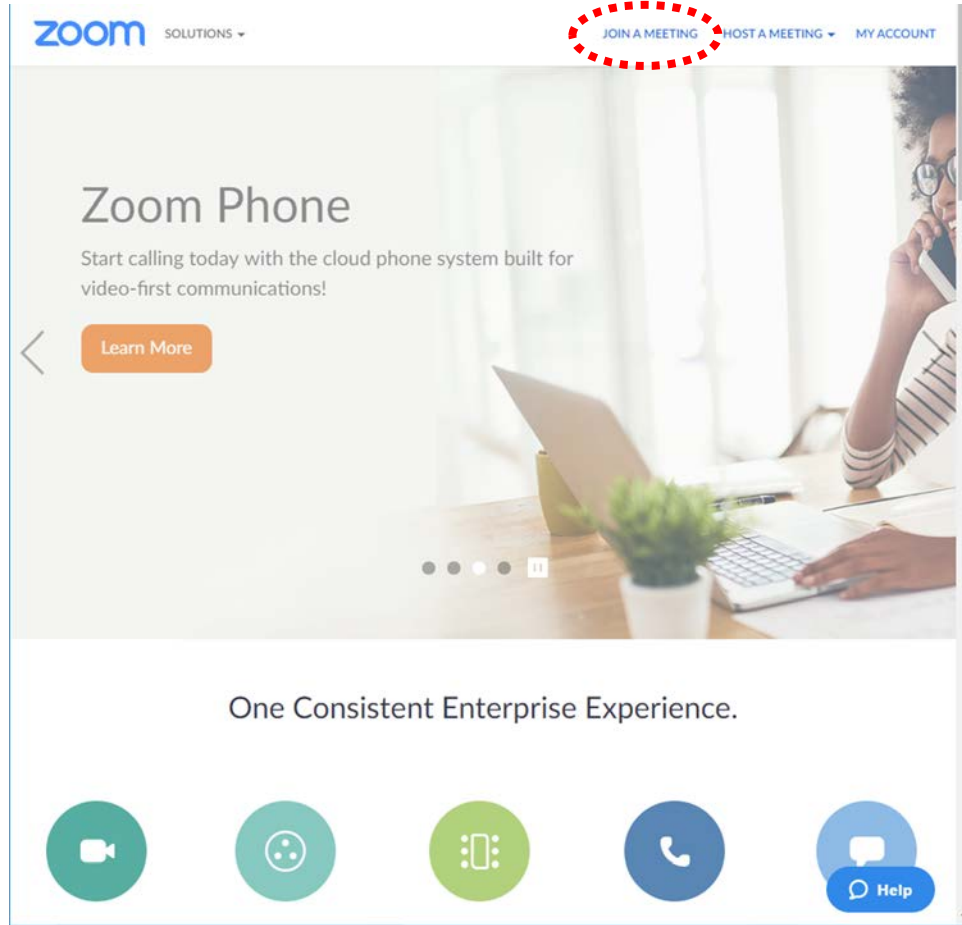 zoom SOLUTIONS JOIN A MEETING HOST A MEETING MY ACCOUNT
Zoom Phone
Start calling today with the cloud phone system built for
video-first communications!
Learn More
One Consistent Enterprise Experience.
Help